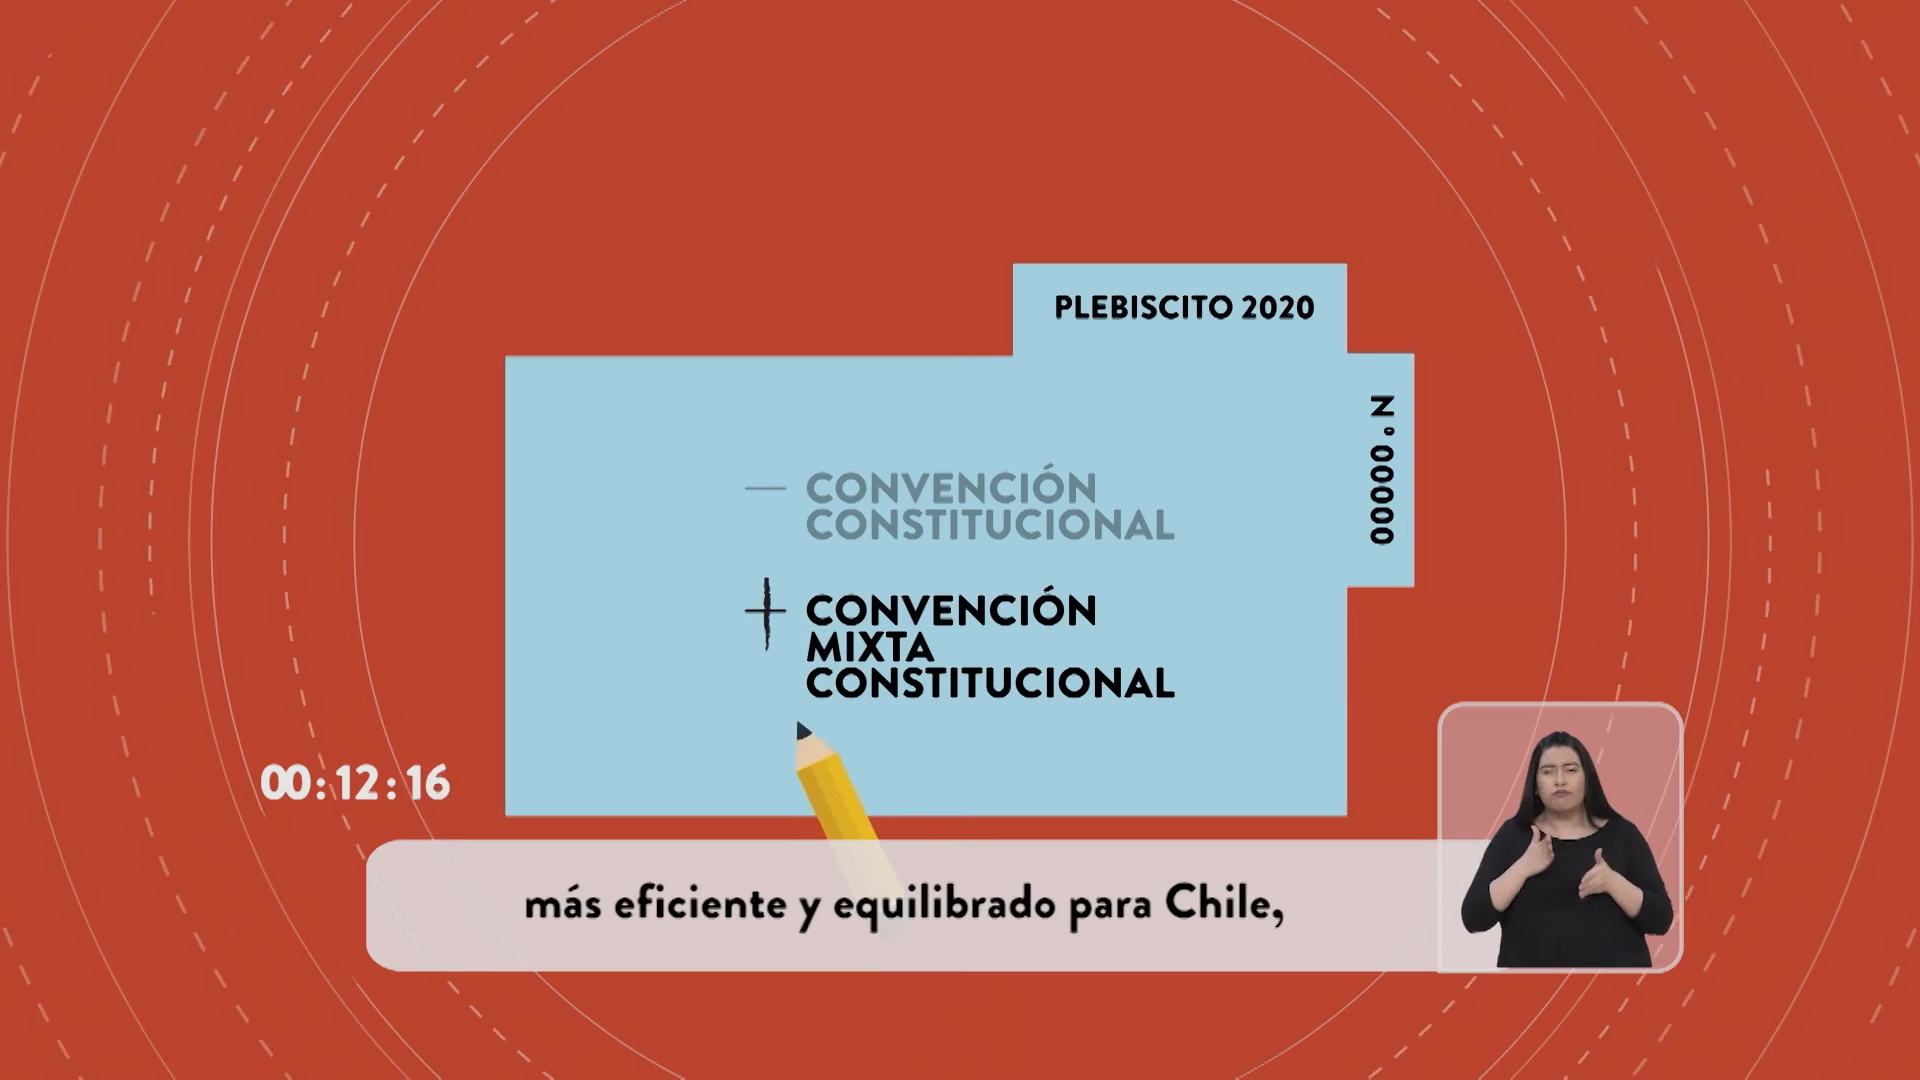 PLEBISCITO 2020
N°00000
CONVENCIÓN
CONSTITUCIONAL
CONVENCIÓN
MIXTA
CONSTITUCIONAL
00:12:16
más eficiente y equilibrado para Chile,